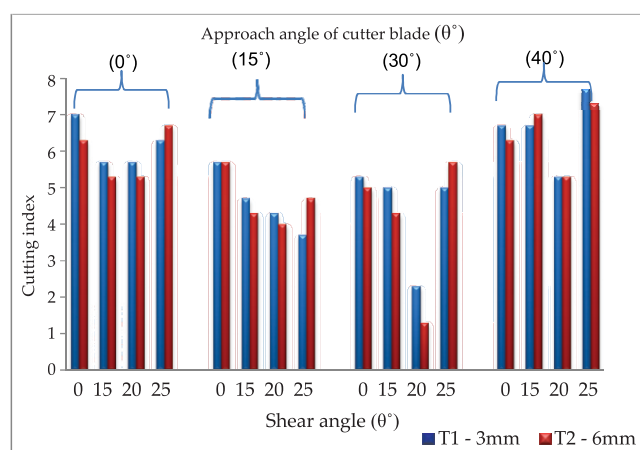 Approach angle of cutter blade (θ°)
(0°) (15°) (30°) (40°)
8
7
6
5
4
3
2
1
0
Cutting index
0 15 20 25 0 15 20 25 0 15 20 25 0 15 20 25
Shear angle (θ°)
T1 - 3mm T2 - 6mm